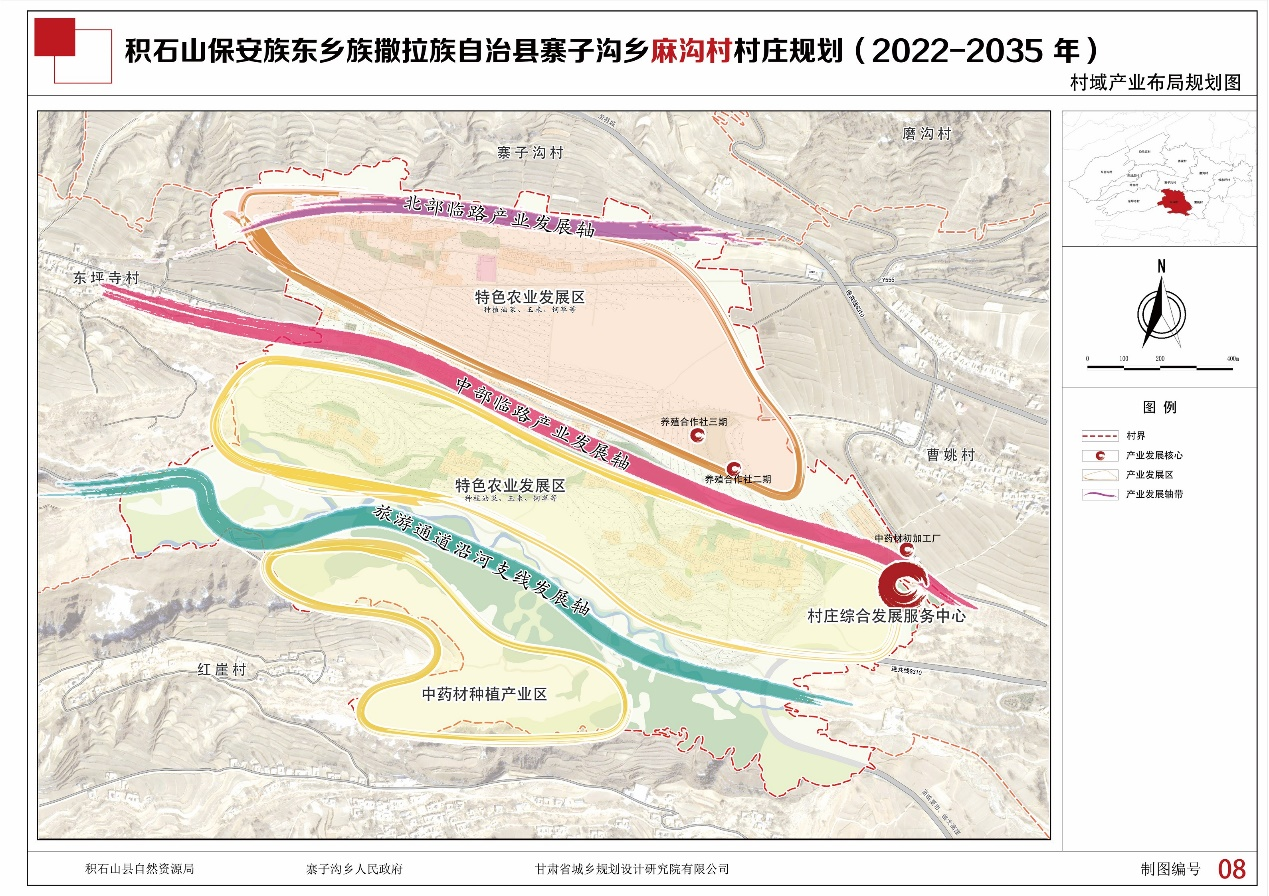 积石山保安族东乡族撒拉族自治县寨子沟乡麻沟村村庄规划（2022-2035 年）
村域产业布局规划图
磨沟村
寨子沟村
北部临路产业发展轴
东坪寺村
特色农业发展区
中部临路产业发展轴
养殖合作社三期
曹姚村
养殖合作社二期
特色农业发展区
旅游通道沿河支线发展轴
中药材初加工厂
村庄综合发展服务中心
红崖村
中药材种植产业区
N
0 100 200 400m
图 例
村界
产业发展核心
产业发展区
产业发展轴带
积石山县自然资源局
寨子沟乡人民政府
甘肃省城乡规划设计研究院有限公司
制图编号 08